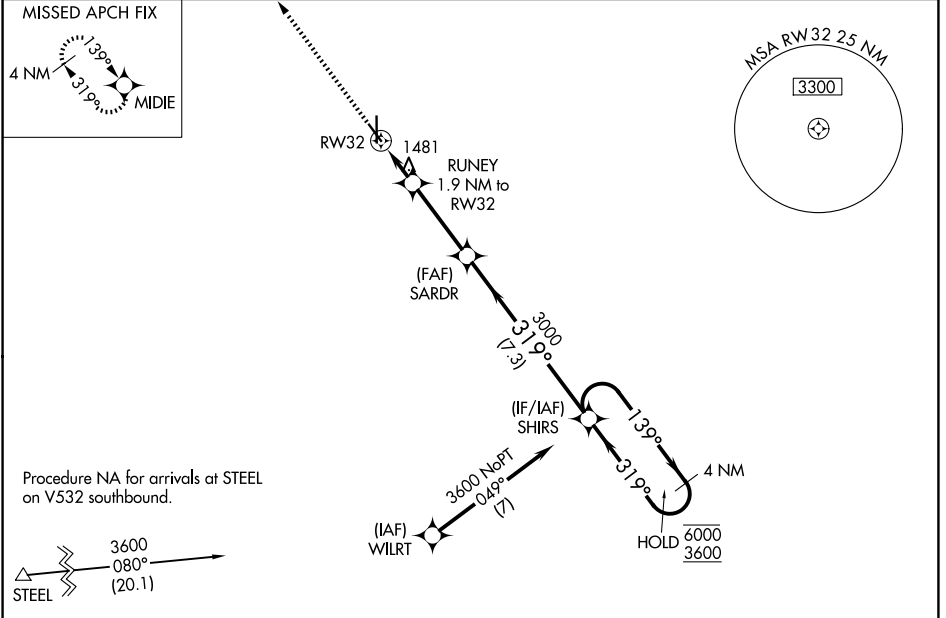 MISSED APCH FIX
139°
4 NM
319°
MIDIE
MSA RW32 25 NM
3300
RW32
1481
RUNEY
1.9 NM to
RW32
(FAF)
SARDR
3000
319°
(7.3)
(IF/IAF)
SHIRS
139°
319°
4 NM
HOLD
6000
3600
3600 NoPT
049°
(7)
(IAF)
WILRT
Procedure NA for arrivals at STEEL
on V532 southbound.
3600
080°
(20.1)
STEEL